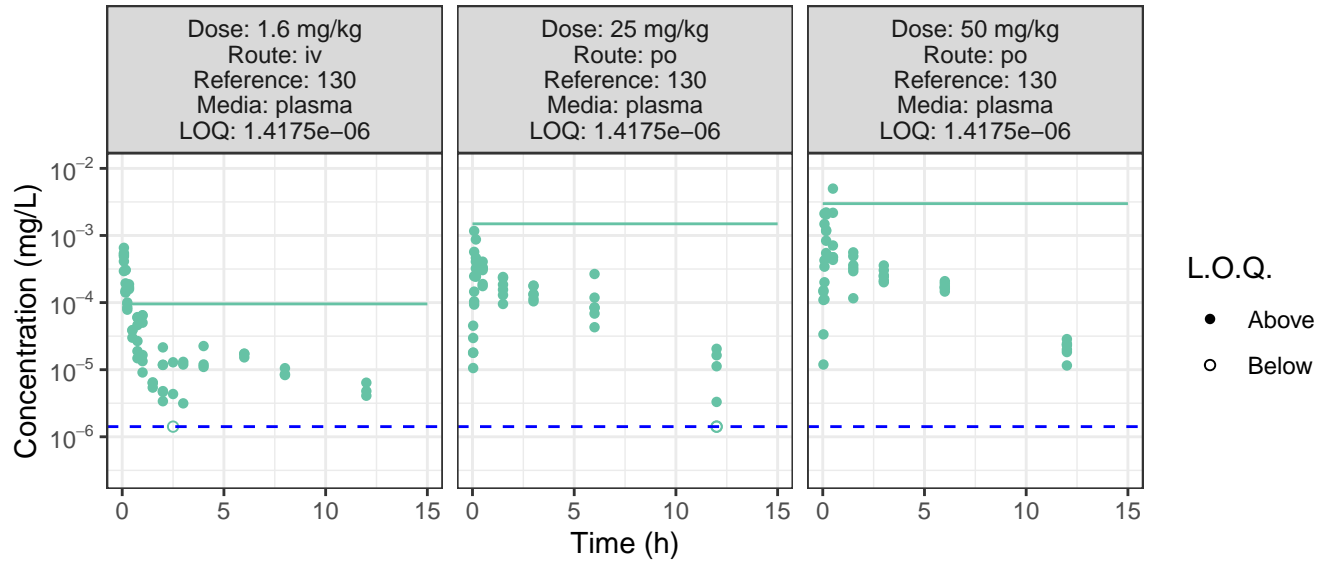 Dose: 1.6 mg/kg
Route: iv
Reference: 130
Media: plasma
LOQ: 1.4175e−06
Dose: 25 mg/kg
Route: po
Reference: 130
Media: plasma
LOQ: 1.4175e−06
Dose: 50 mg/kg
Route: po
Reference: 130
Media: plasma
LOQ: 1.4175e−06
Concentration (mg/L)
10⁻²
10⁻³
10⁻⁴
10⁻⁵
10⁻⁶
0 5 10 15
0 5 10 15
0 5 10 15
Time (h)
L.O.Q.
Above
Below